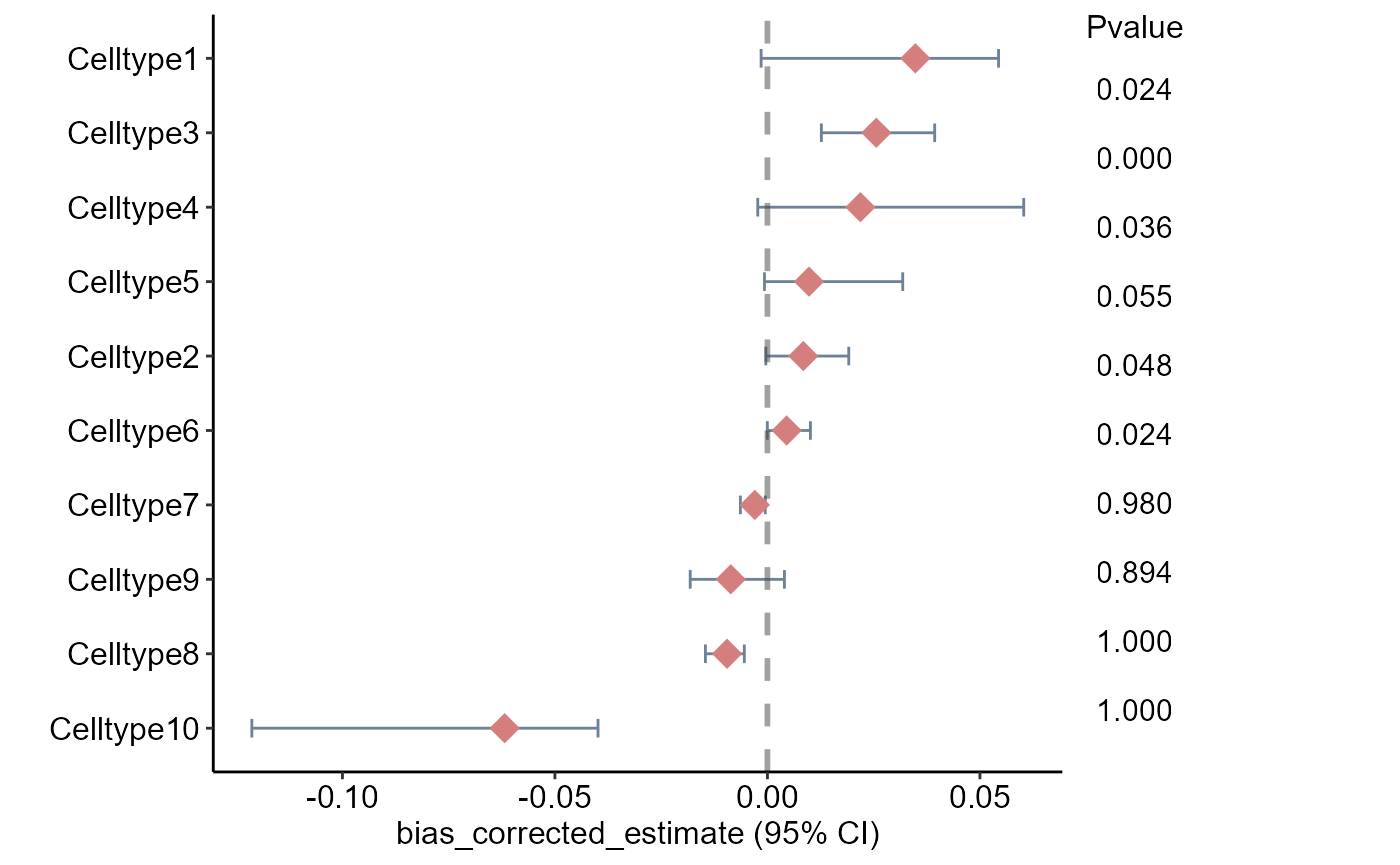 Pvalue
Celltype1
0.024
Celltype3
0.000
Celltype4
0.036
Celltype5
0.055
Celltype2
0.048
Celltype6
0.024
Celltype7
0.980
Celltype9
0.894
Celltype8
1.000
Celltype10
1.000
-0.10 -0.05 0.00 0.05
bias_corrected_estimate (95% CI)